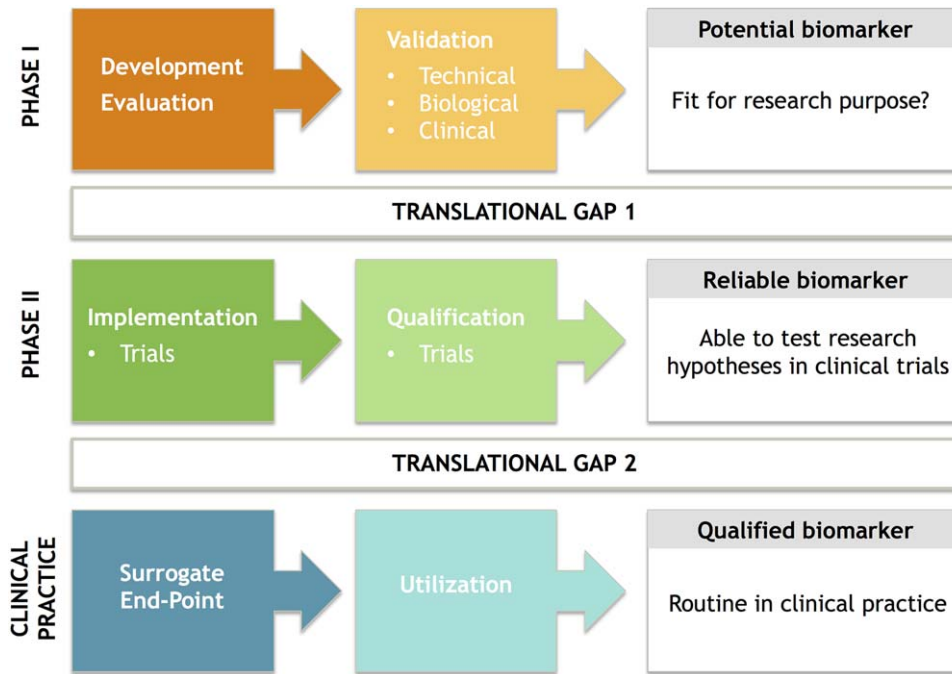 PHASE I
Development
Evaluation
Validation
• Technical
• Biological
• Clinical
Potential biomarker
Fit for research purpose?
TRANSLATIONAL GAP 1
PHASE II
Implementation
• Trials
Qualification
• Trials
Reliable biomarker
Able to test research
hypotheses in clinical trials
TRANSLATIONAL GAP 2
CLINICAL
PRACTICE
Surrogate
End-Point
Utilization
Qualified biomarker
Routine in clinical practice